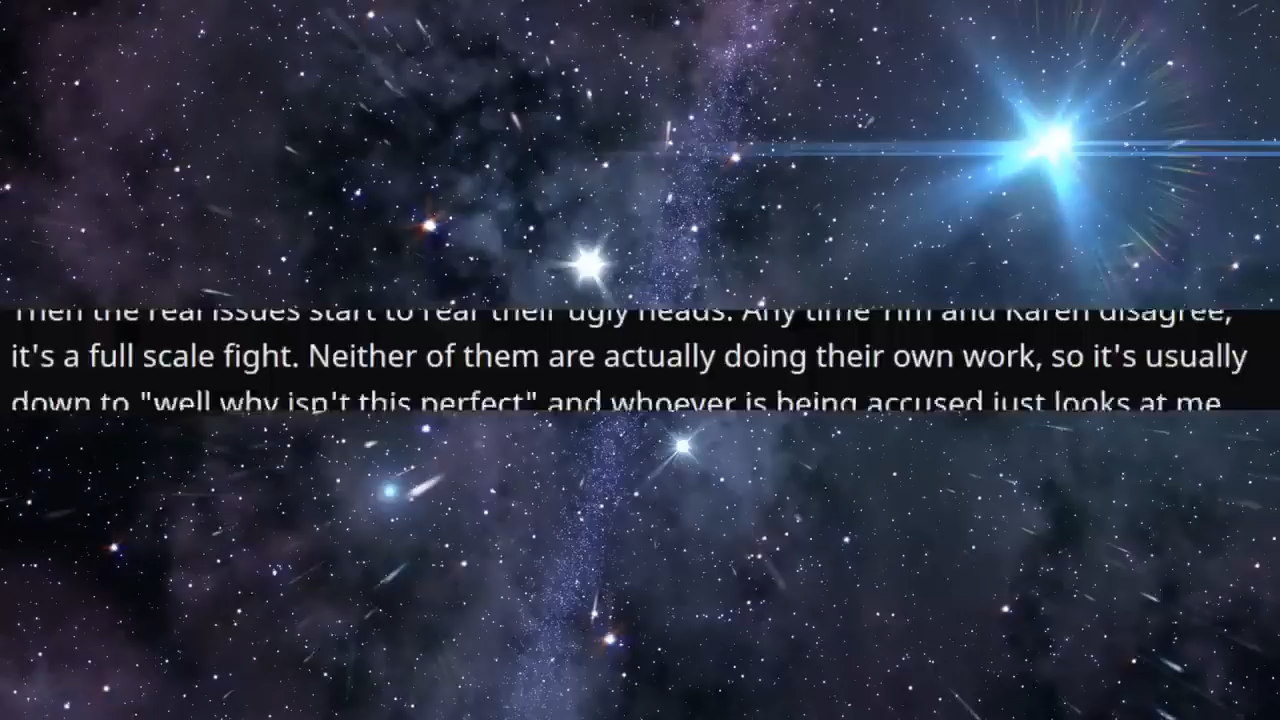 Then the real issues start to rear their ugly heads. Any time and Karen disagree,
it's a full scale fight. Neither of them are actually doing their own work, so it's usually
down to "well why isn't this perfect" and whoever is being accused just looks at me